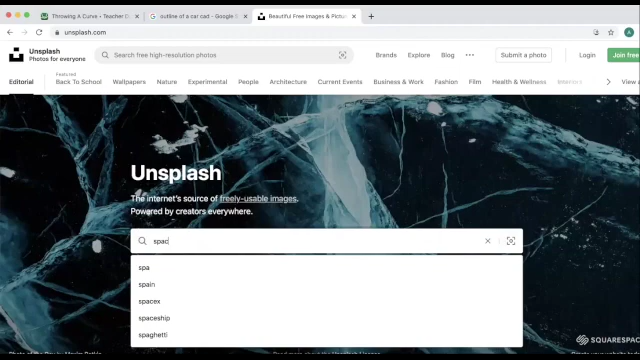 Throwing A Curve • Teacher D
outline of a car cad - Google S
Beautiful Free Images & Pictur
unsplash.com
A
Unsplash
Photos for everyone
Search free high-resolution photos
Brands
Explore
Blog
Submit a photo
Login
Join free
Editorial
Featured
Back To School
Wallpapers
Nature
Experimental
People
Architecture
Current Events
Business & Work
Fashion
Film
Health & Wellness
View a
Unsplash
The internet's source of freely-usable images.
Powered by creators everywhere.
spac
spa
spain
spacex
spaceship
spaghetti
SQUARESPAC